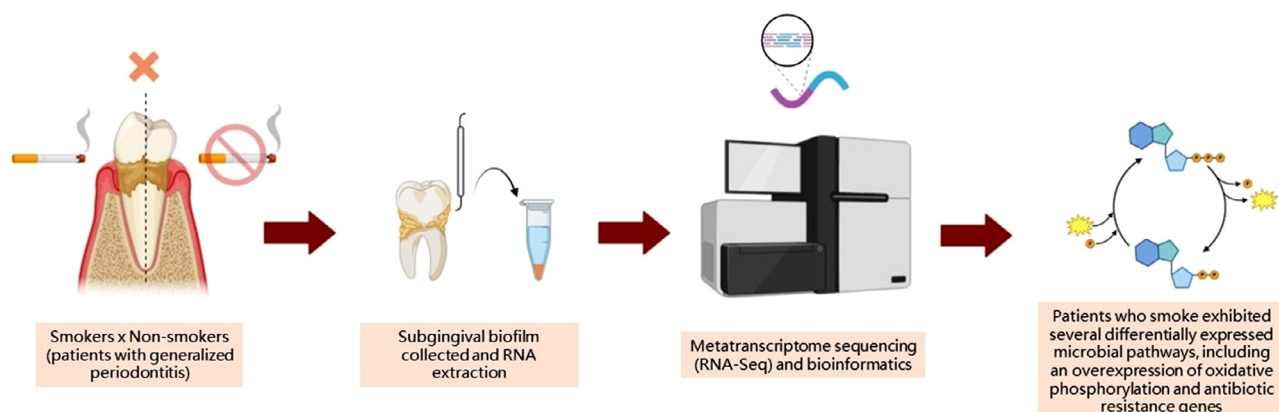 Smokers x Non-smokers
(patients with generalized
periodontitis)
Subgingival biofilm
collected and RNA
extraction
Metatranscriptome sequencing
(RNA-Seq) and bioinformatics
P P P
P
P
P P
Patients who smoke exhibited
several differentially expressed
microbial pathways, including
an overexpression of oxidative
phosphorylation and antibiotic
resistance genes